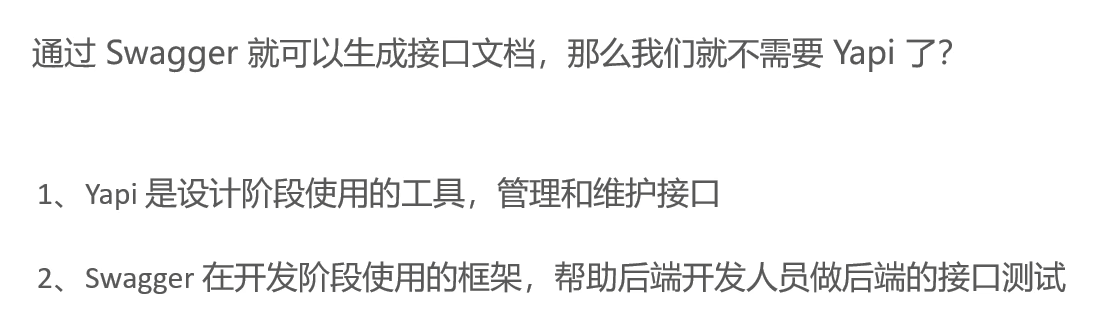 通过 Swagger 就可以生成接口文档，那么我们就不需要 Yapi 了？
1、Yapi 是设计阶段使用的工具，管理和维护接口
2、Swagger 在开发阶段使用的框架，帮助后端开发人员做后端的接口测试